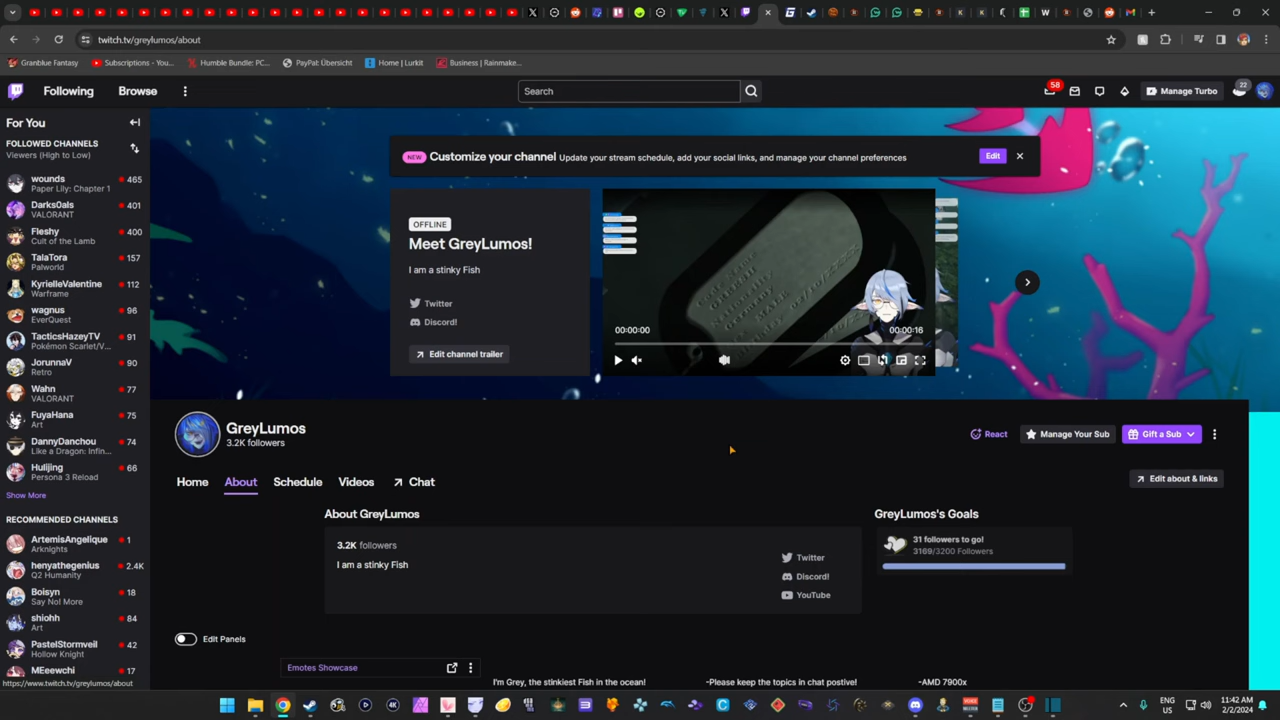 twitch.tv/greylumos/about
Granblue Fantasy
Subscriptions - You...
Humble Bundle: PC...
PayPal: Übersicht
Home | Lurkit
Business | Rainmake...
Following
Browse
Search
58
Manage Turbo
22
For You
FOLLOWED CHANNELS
Viewers (High to Low)
wounds 465
Paper Lily: Chapter 1
Darks0als 401
VALORANT
Fleshy 400
Cult of the Lamb
TalaTora 157
Palworld
KyrielleValentine 112
Warframe
wagnus 96
EverQuest
TacticsHazeyTV 91
Pokémon Scarlet/V...
JorunnaV 90
Retro
Wahn 77
VALORANT
FuyaHana 75
Art
DannyDanchou 74
Like a Dragon: Infin...
Hulijing 66
Persona 3 Reload
Show More
RECOMMENDED CHANNELS
ArtemisAngelique 1
Arknights
henyathegenius 2.4K
Q2 Humanity
Boisyn 18
Say No! More
shiohh 84
Art
PastelStormveil 42
Hollow Knight
MEeewchi 17
https://www.twitch.tv/greylumos/about
NEW Customize your channel Update your stream schedule, add your social links, and manage your channel preferences
Edit
OFFLINE
Meet GreyLumos!
I am a stinky Fish
Twitter
Discord!
Edit channel trailer
00:00:00
00:00:16
GreyLumos
3.2K followers
React
Manage Your Sub
Gift a Sub
Home
About
Schedule
Videos
Chat
Edit about & links
About GreyLumos
3.2K followers
I am a stinky Fish
Twitter
Discord!
YouTube
GreyLumos's Goals
31 followers to go!
3169/3200 Followers
Edit Panels
Emotes Showcase
I'm Grey, the stinkiest Fish in the ocean!
-Please keep the topics in chat postive!
-AMD 7900x
ENG
US
11:42 AM
2/2/2024